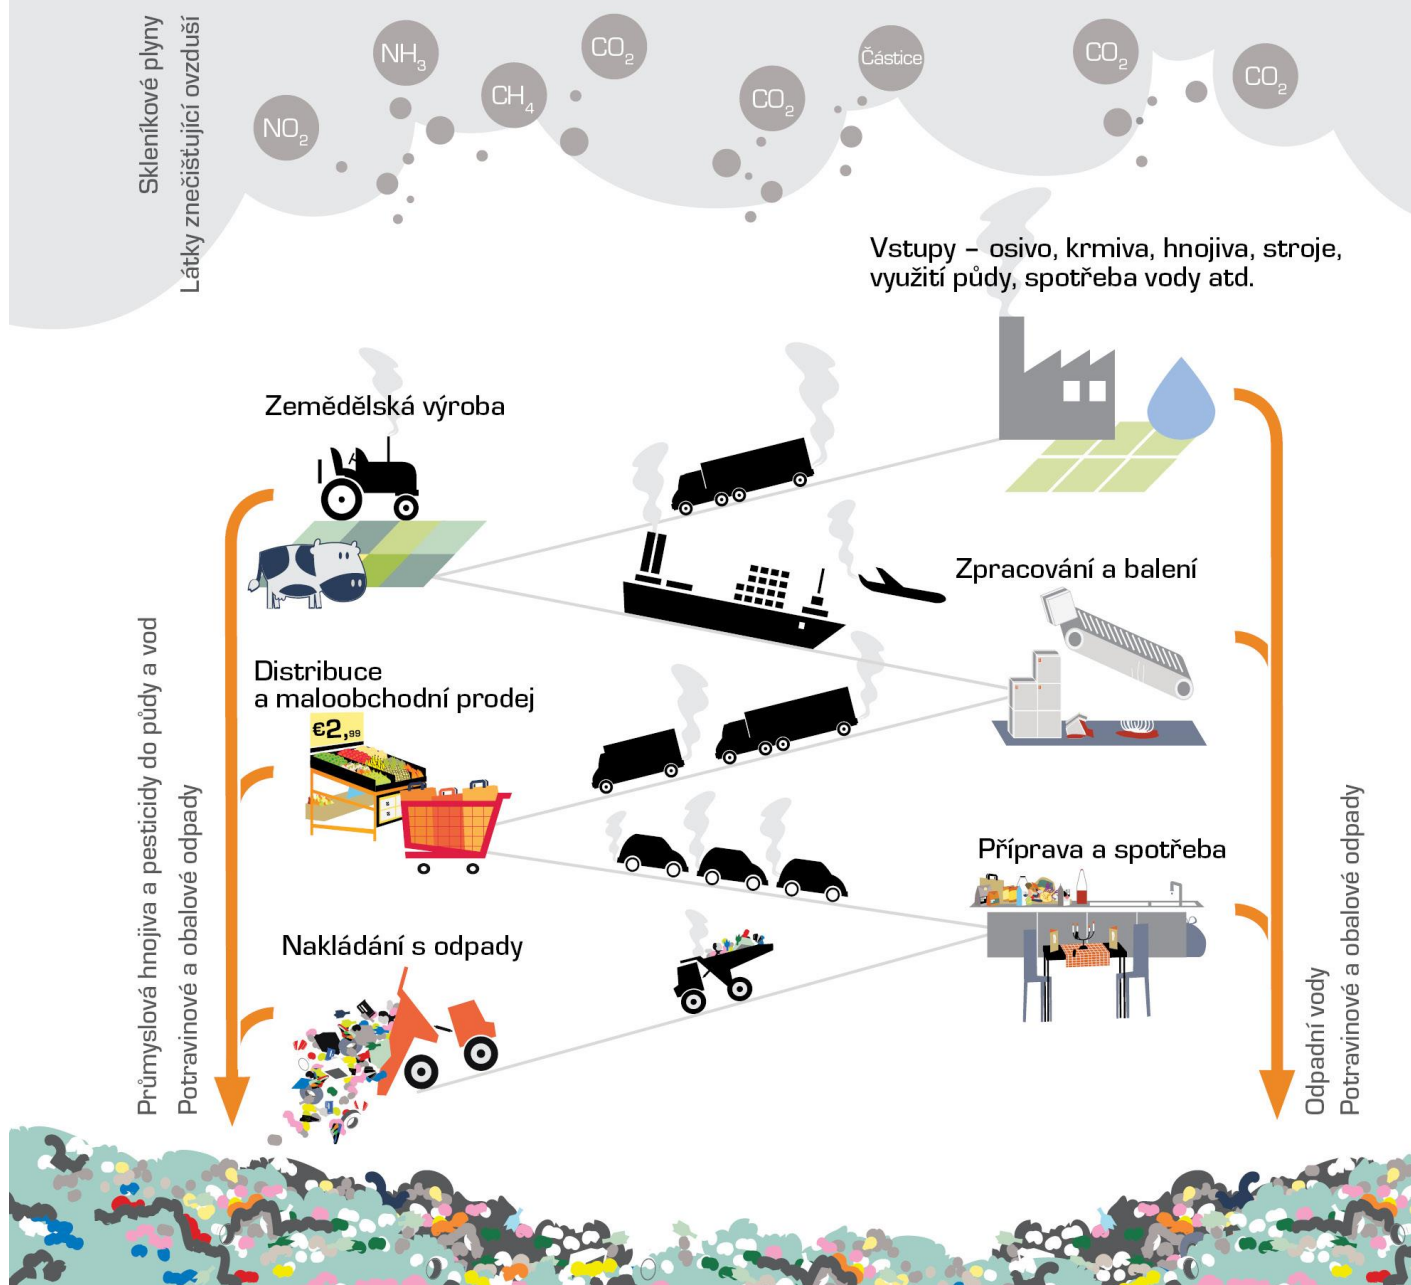 Skleníkové plyny
Látky znečišťující ovzduší
NO2
NH3
CH4
CO2
CO2
Částice
CO2
CO2
Vstupy – osivo, krmiva, hnojiva, stroje,
využití půdy, spotřeba vody atd.
Zemědělská výroba
Zpracování a balení
Distribuce
a maloobchodní prodej
€2,99
Příprava a spotřeba
Nakládání s odpady
Průmyslová hnojiva a pesticidy do půdy a vod
Potravinové a obalové odpady
Odpadní vody
Potravinové a obalové odpady